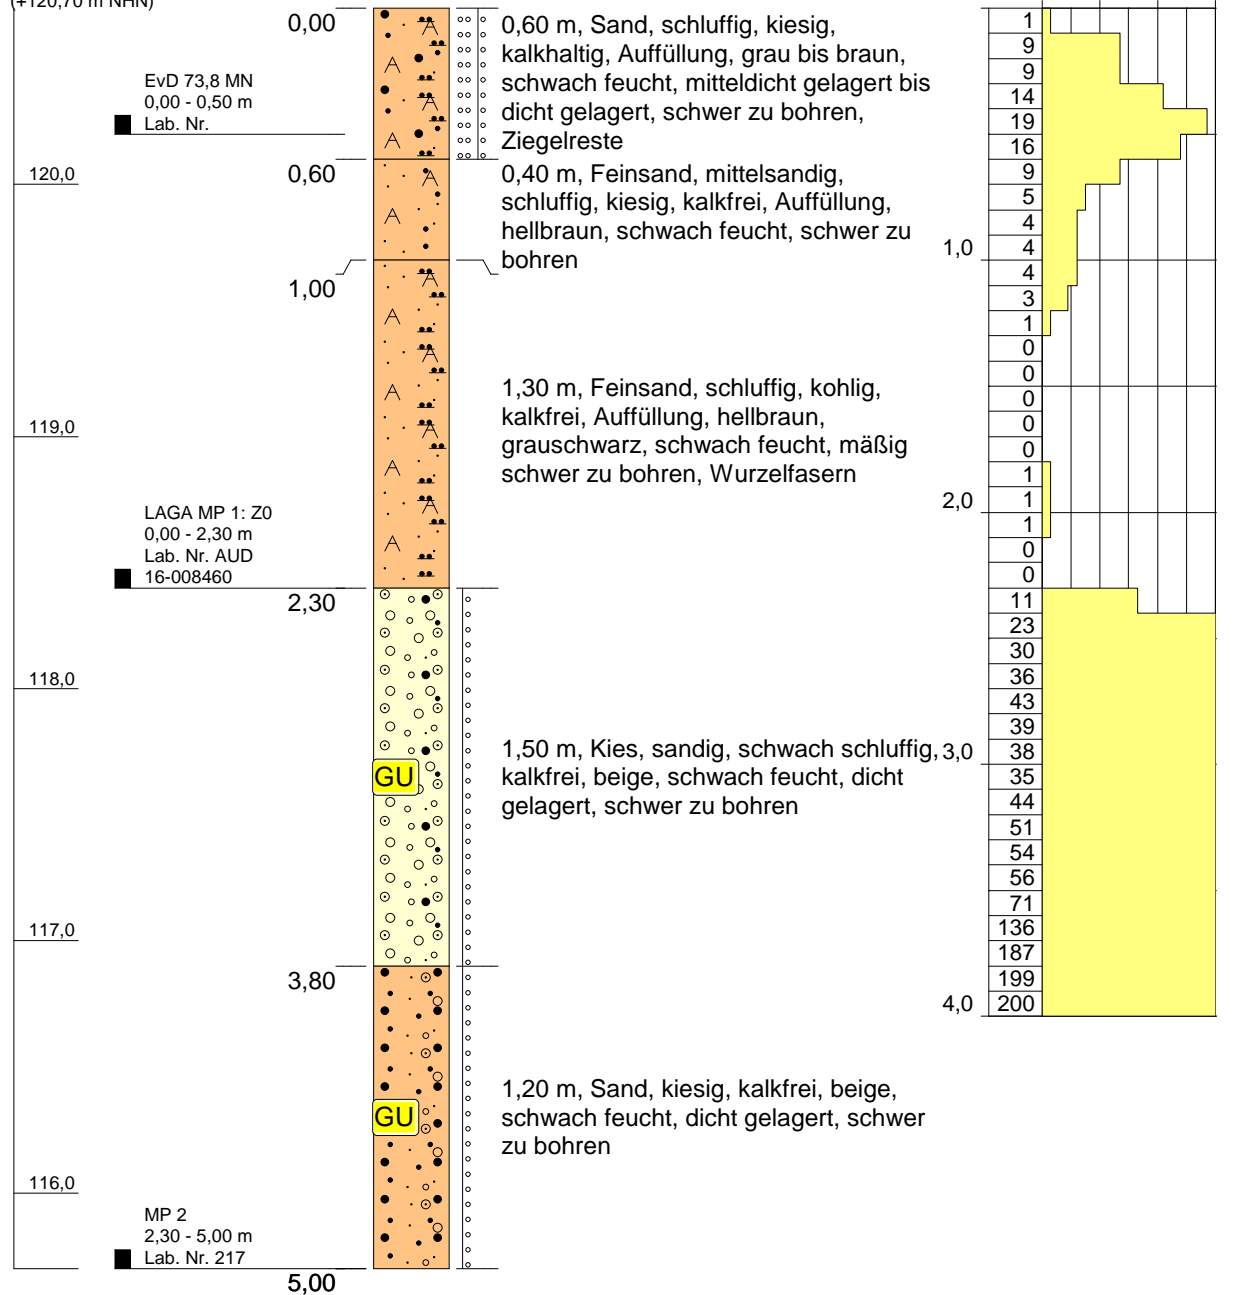 (+120,70 m NHN)
0,00
0,60 m, Sand, schluffig, kiesig,
kalkhaltig, Auffüllung, grau bis braun,
schwach feucht, mitteldicht gelagert bis
dicht gelagert, schwer zu bohren,
Ziegelreste
EvD 73,8 MN
0,00 - 0,50 m
Lab. Nr.
120,0
0,60
0,40 m, Feinsand, mittelsandig,
schluffig, kiesig, kalkfrei, Auffüllung,
hellbraun, schwach feucht, schwer zu
bohren
1,00
1,30 m, Feinsand, schluffig, kohlig,
kalkfrei, Auffüllung, hellbraun,
grauschwarz, schwach feucht, mäßig
schwer zu bohren, Wurzelfasern
119,0
LAGA MP 1: Z0
0,00 - 2,30 m
Lab. Nr. AUD
16-008460
2,30
118,0
1,50 m, Kies, sandig, schwach schluffig,
kalkfrei, beige, schwach feucht, dicht
gelagert, schwer zu bohren
GU
117,0
3,80
1,20 m, Sand, kiesig, kalkfrei, beige,
schwach feucht, dicht gelagert, schwer
zu bohren
GU
116,0
MP 2
2,30 - 5,00 m
Lab. Nr. 217
5,00
1
9
9
14
19
16
9
5
4
1,0 4
4
3
1
0
0
0
0
0
1
2,0 1
1
0
0
11
23
30
36
43
39
3,0 38
35
44
51
54
56
71
136
187
199
4,0 200